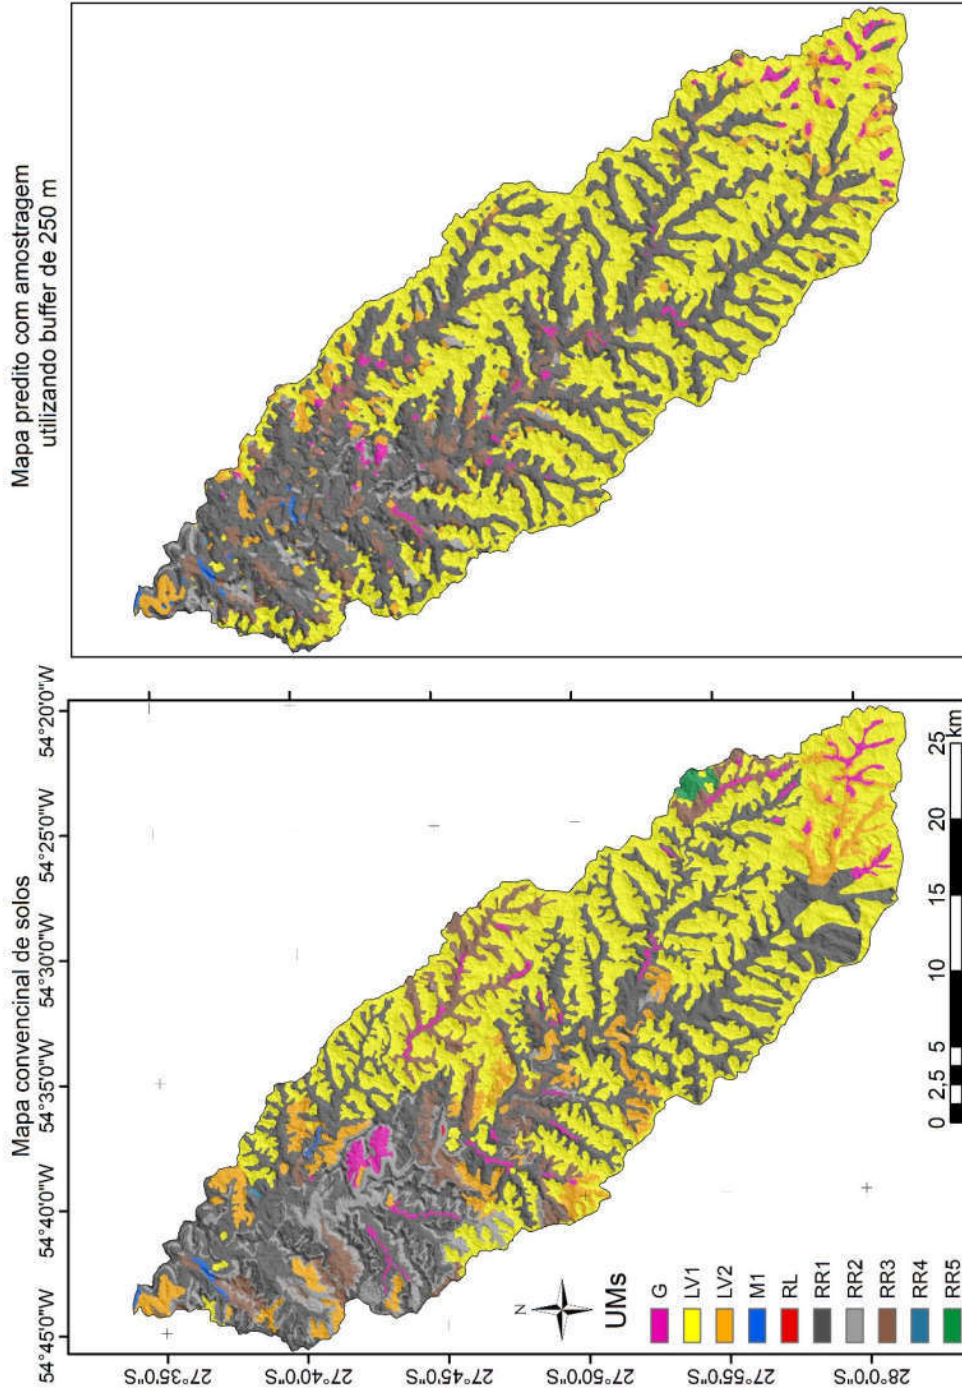 Mapa predito com amostragem
utilizando buffer de 250 m
Mapa convencinal de solos
54°45'0"W
54°40'0"W
54°35'0"W
54°30'0"W
54°25'0"W
54°20'0"W
27°35'0"S
27°40'0"S
27°45'0"S
27°50'0"S
27°55'0"S
28°0'0"S
N
UMs
G
LV1
LV2
M1
RL
RR1
RR2
RR3
RR4
RR5
0 2,5 5 10 15 20 25
km